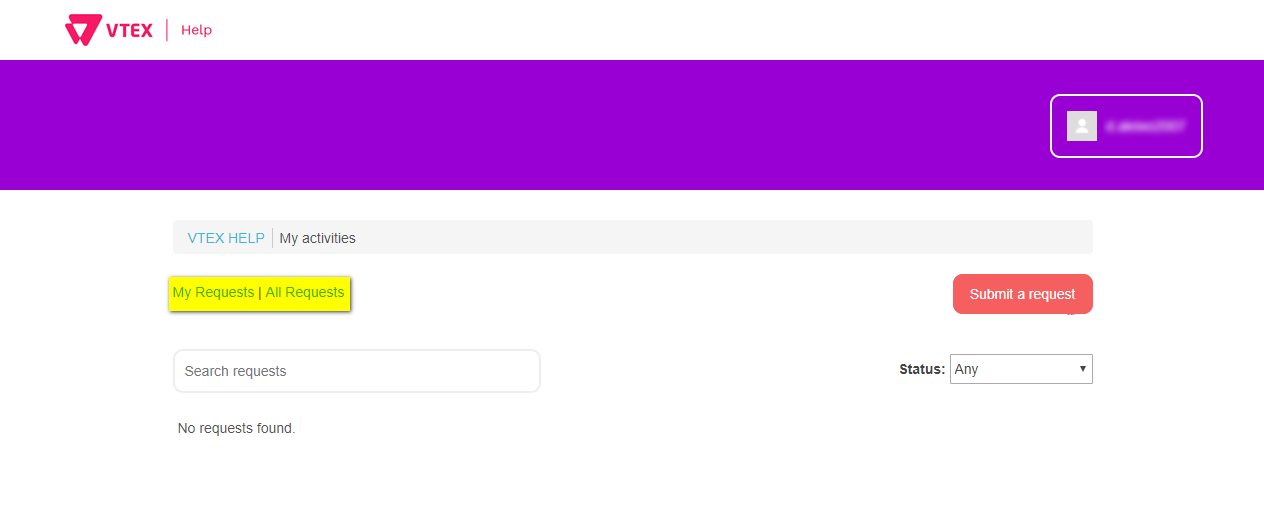 VTEX | Help
VTEX HELP | My activities
My Requests | All Requests
Submit a request
Search requests
Status: Any
No requests found.